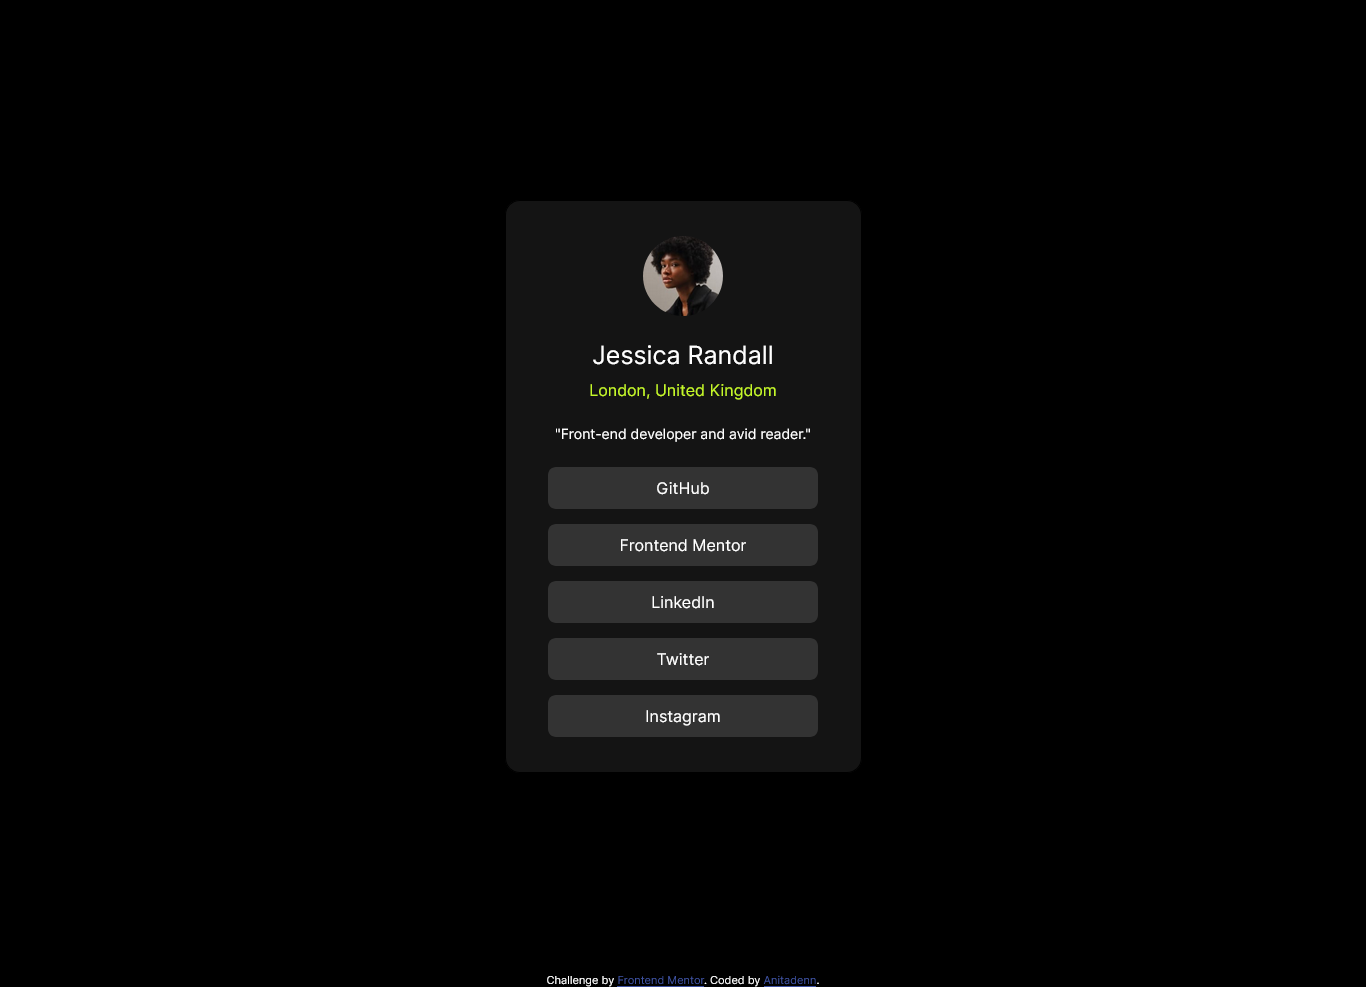 Jessica Randall
London, United Kingdom
"Front-end developer and avid reader."
GitHub
Frontend Mentor
LinkedIn
Twitter
Instagram
Challenge by Frontend Mentor. Coded by Anitadenn.